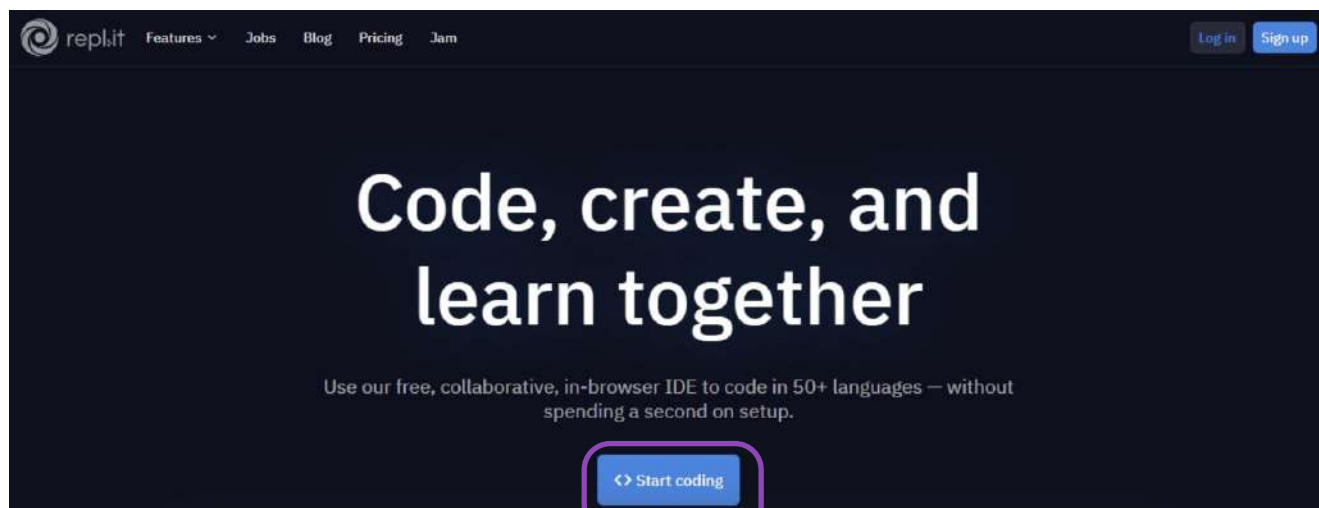 repl.it Features Jobs Blog Pricing Jam Log in Sign up
Code, create, and
learn together
Use our free, collaborative, in-browser IDE to code in 50+ languages — without
spending a second on setup.
<> Start coding